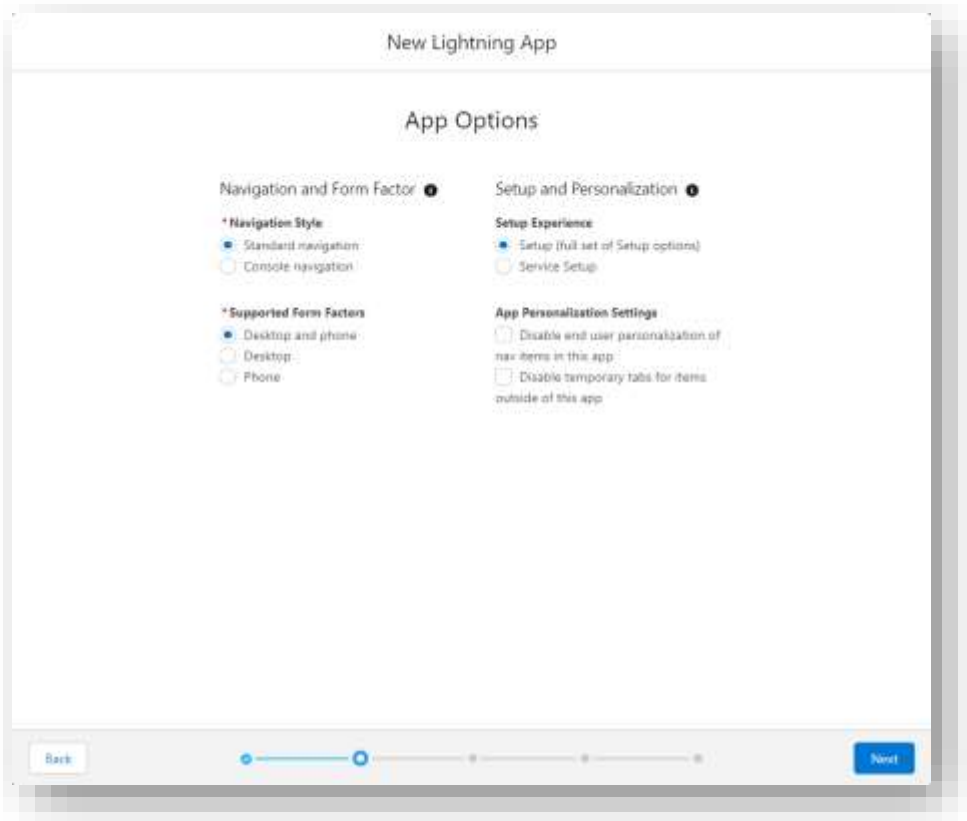 New Lightning App
App Options
Navigation and Form Factor
* Navigation Style
Standard navigation
Console navigation
* Supported Form Factors
Desktop and phone
Desktop
Phone
Setup and Personalization
Setup Experience
Setup (full set of Setup options)
Service Setup
App Personalization Settings
Disable end user personalization of
nav items in this app
Disable temporary tabs for items
outside of this app
Back
Next